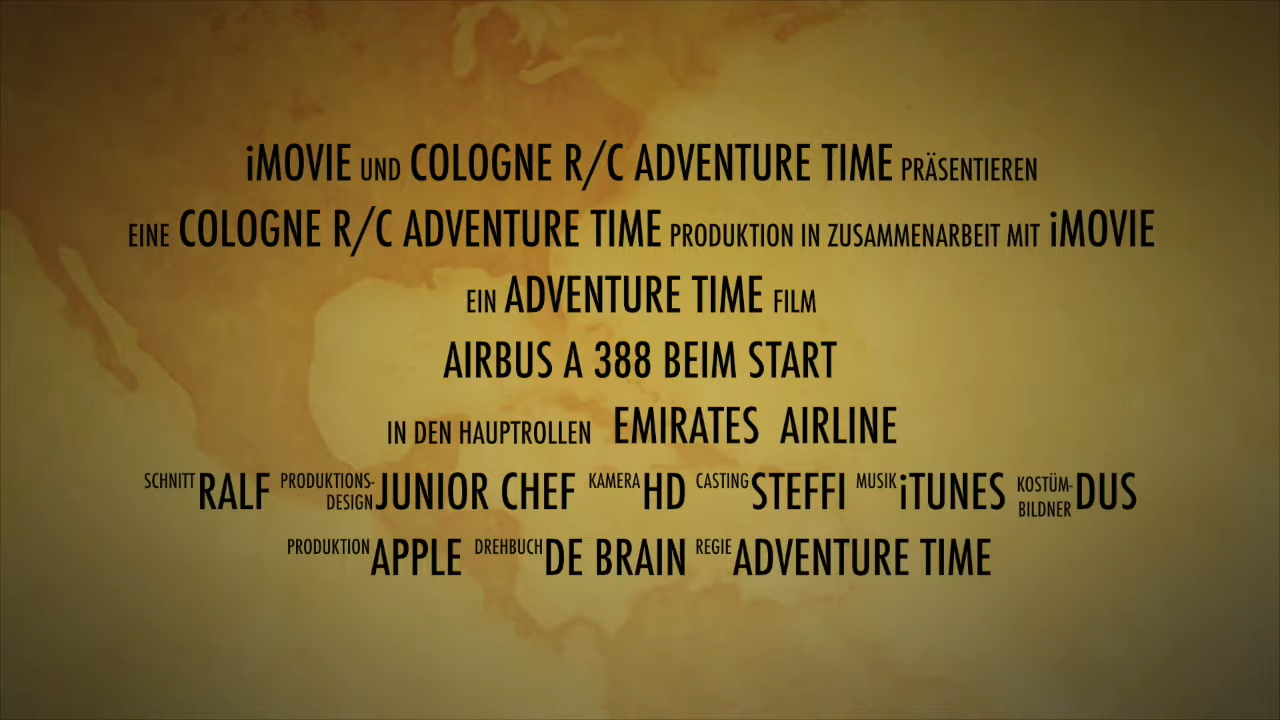 iMOVIE UND COLOGNE R/C ADVENTURE TIME PRÄSENTIEREN
EINE COLOGNE R/C ADVENTURE TIME PRODUKTION IN ZUSAMMENARBEIT MIT iMOVIE
EIN ADVENTURE TIME FILM
AIRBUS A 388 BEIM START
IN DEN HAUPTROLLEN EMIRATES AIRLINE
SCHNITT RALF PRODUKTIONS-DESIGN JUNIOR CHEF KAMERA HD CASTING STEFFI MUSIK iTUNES KOSTÜM-BILDNER DUS
PRODUKTION APPLE DREHBUCH DE BRAIN REGIE ADVENTURE TIME